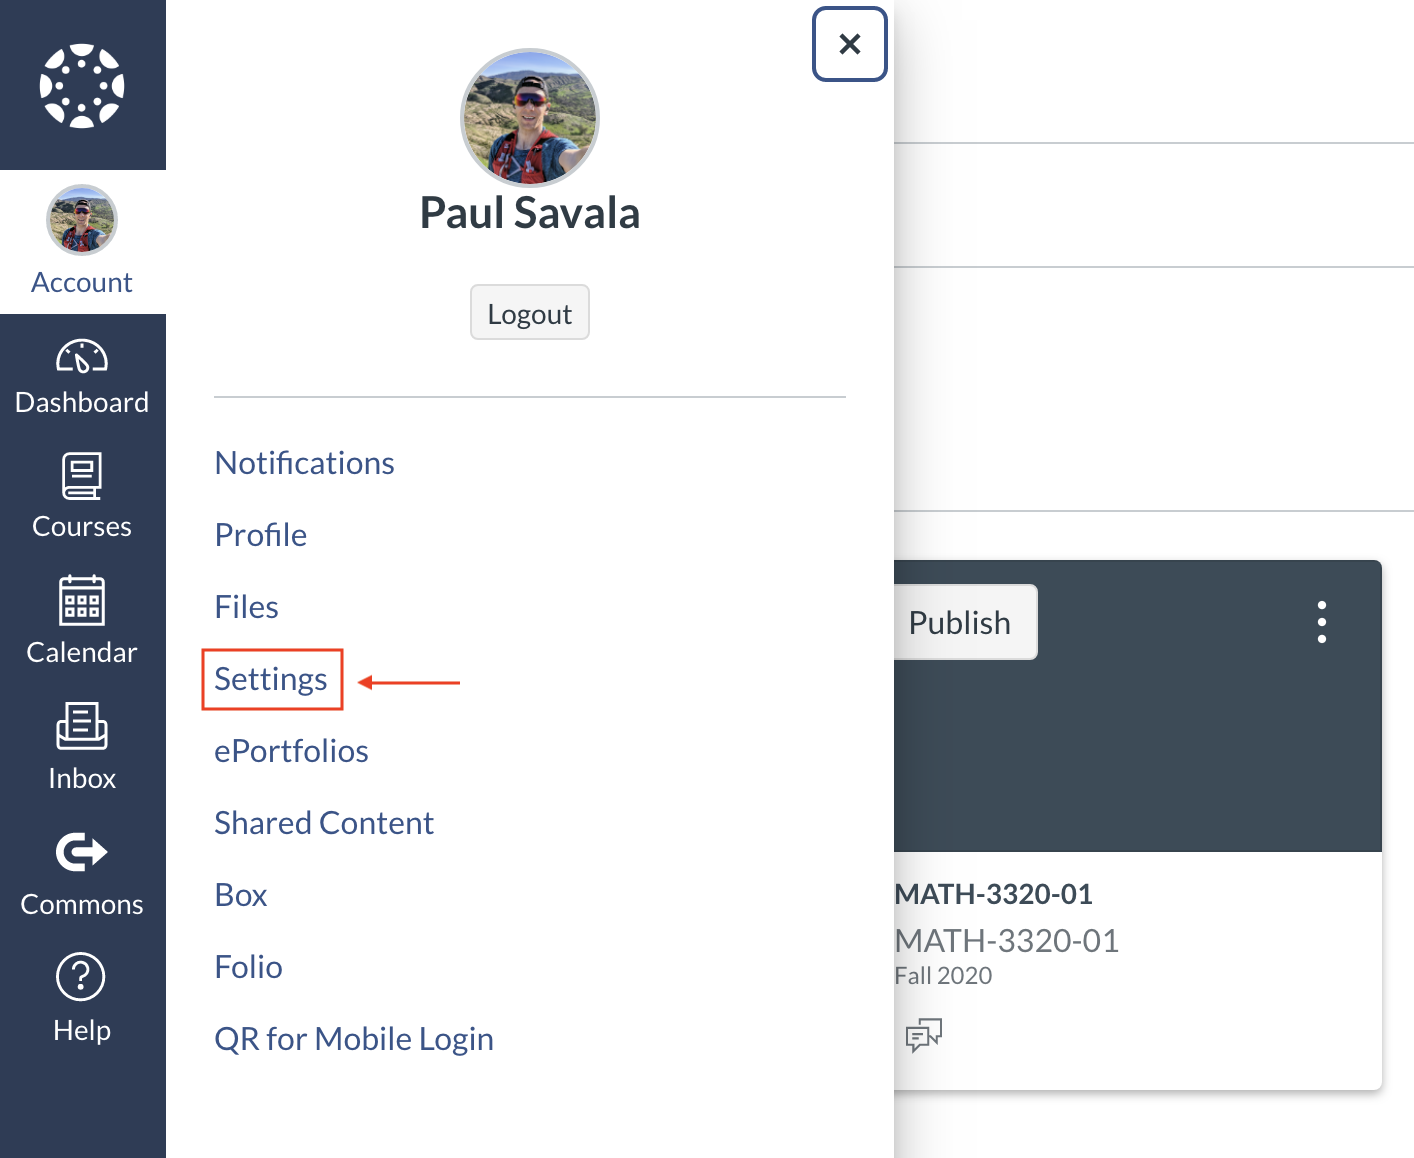 Account
Dashboard
Courses
Calendar
Inbox
Commons
Help
Paul Savala
Logout
Notifications
Profile
Files
Settings
ePortfolios
Shared Content
Box
Folio
QR for Mobile Login
Publish
MATH-3320-01
MATH-3320-01
Fall 2020